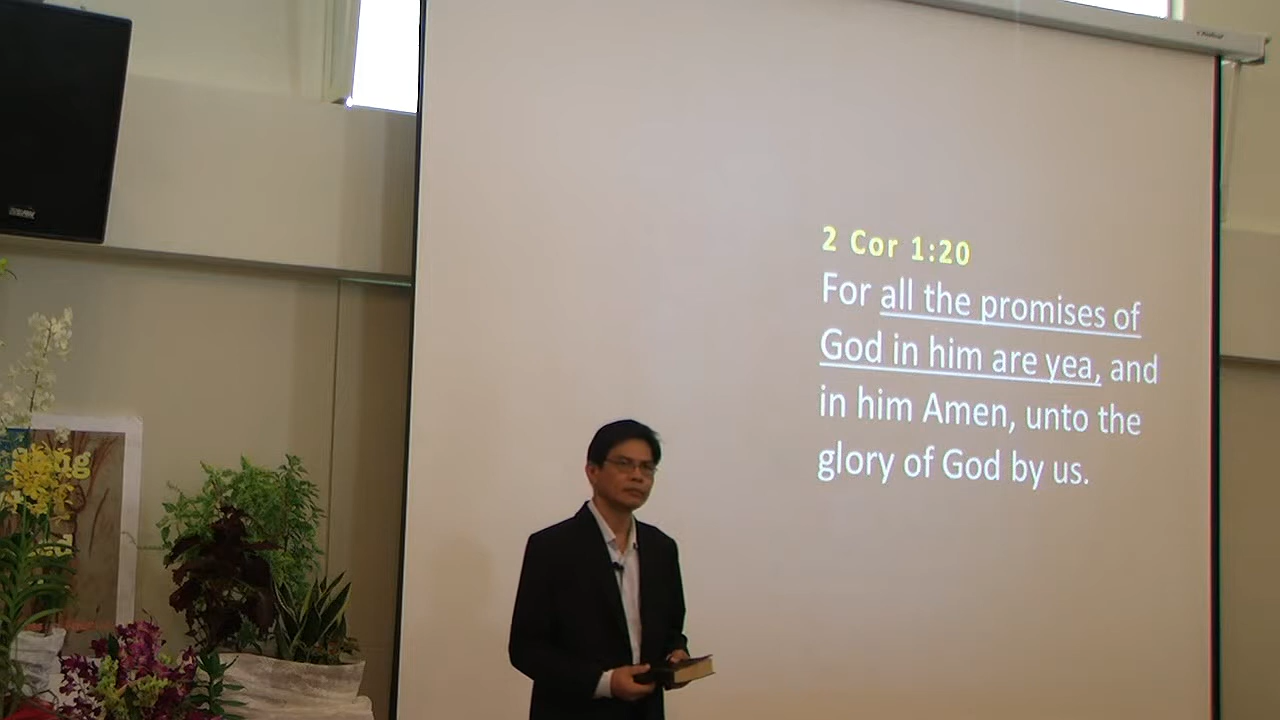 2 Cor 1:20
For all the promises of
God in him are yea, and
in him Amen, unto the
glory of God by us.